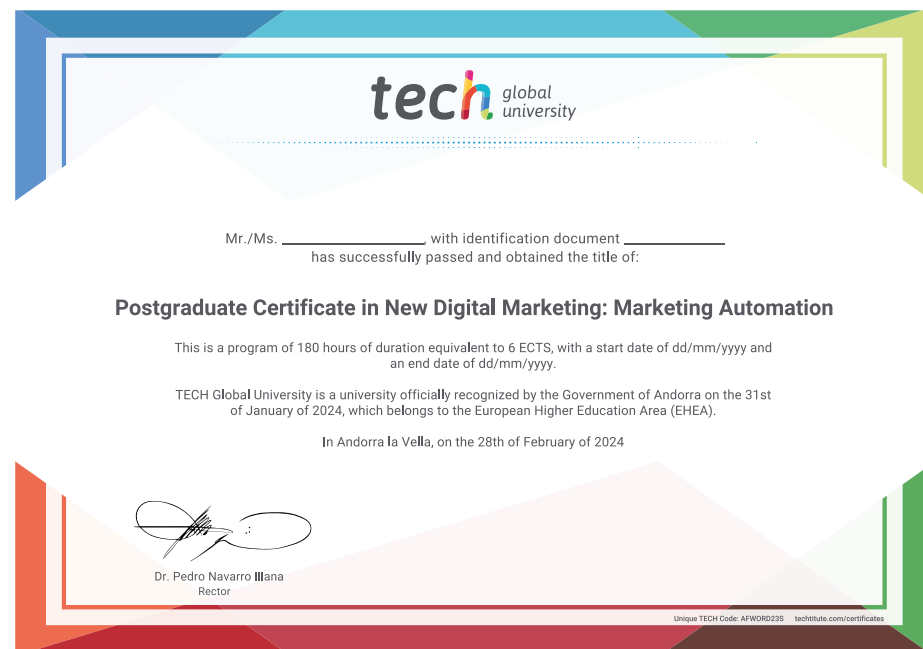 tech global
university
Mr./Ms. ____________, with identification document ____________
has successfully passed and obtained the title of:
Postgraduate Certificate in New Digital Marketing: Marketing Automation
This is a program of 180 hours of duration equivalent to 6 ECTS, with a start date of dd/mm/yyyy and
an end date of dd/mm/yyyy.
TECH Global University is a university officially recognized by the Government of Andorra on the 31st
of January of 2024, which belongs to the European Higher Education Area (EHEA).
In Andorra la Vella, on the 28th of February of 2024
Dr. Pedro Navarro Illana
Rector
Unique TECH Code: AFWORD23S techtitute.com/certificates